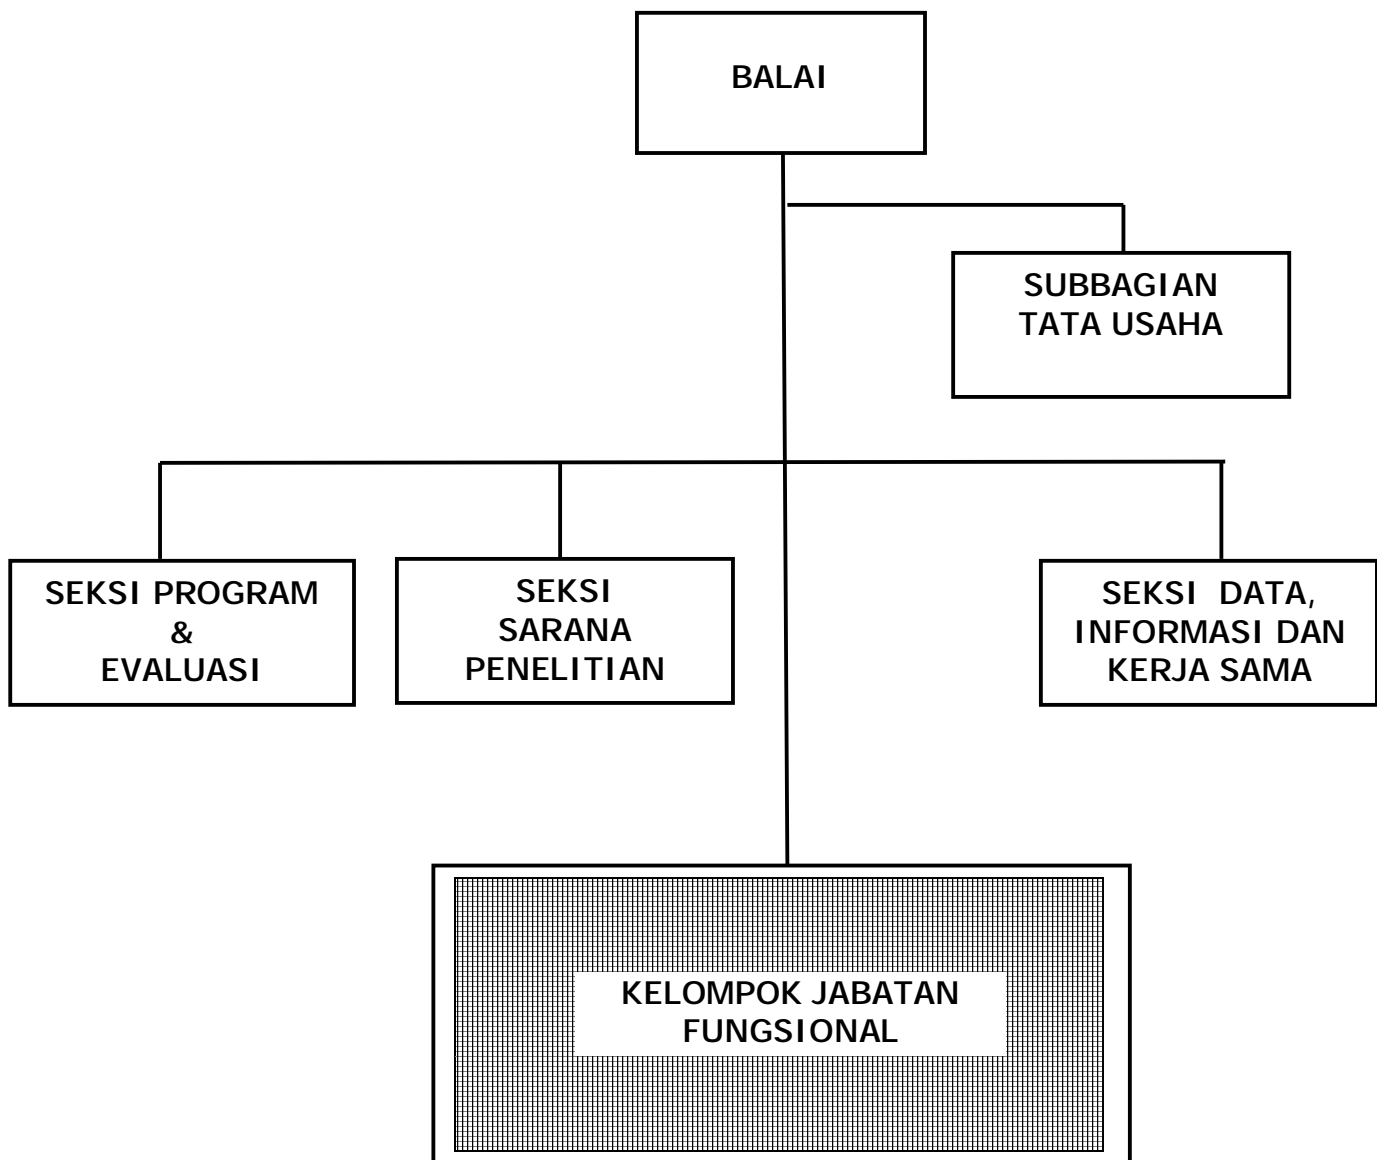 BALAI
SUBBAGIAN
TATA USAHA
SEKSI PROGRAM
&
EVALUASI
SEKSI
SARANA
PENELITIAN
SEKSI DATA,
INFORMASI DAN
KERJA SAMA
KELOMPOK JABATAN
FUNGSIONAL